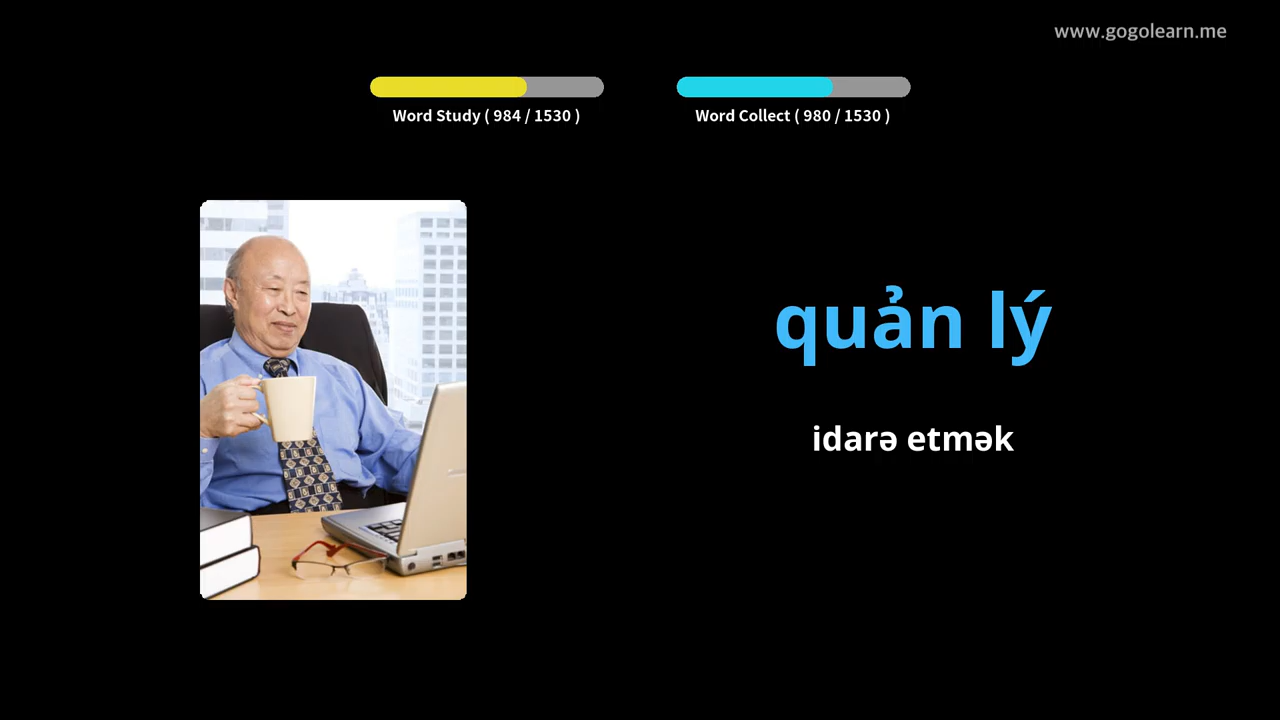 www.gogolearn.me
Word Study ( 984 / 1530 )
Word Collect ( 980 / 1530 )
quản lý
idarə etmək